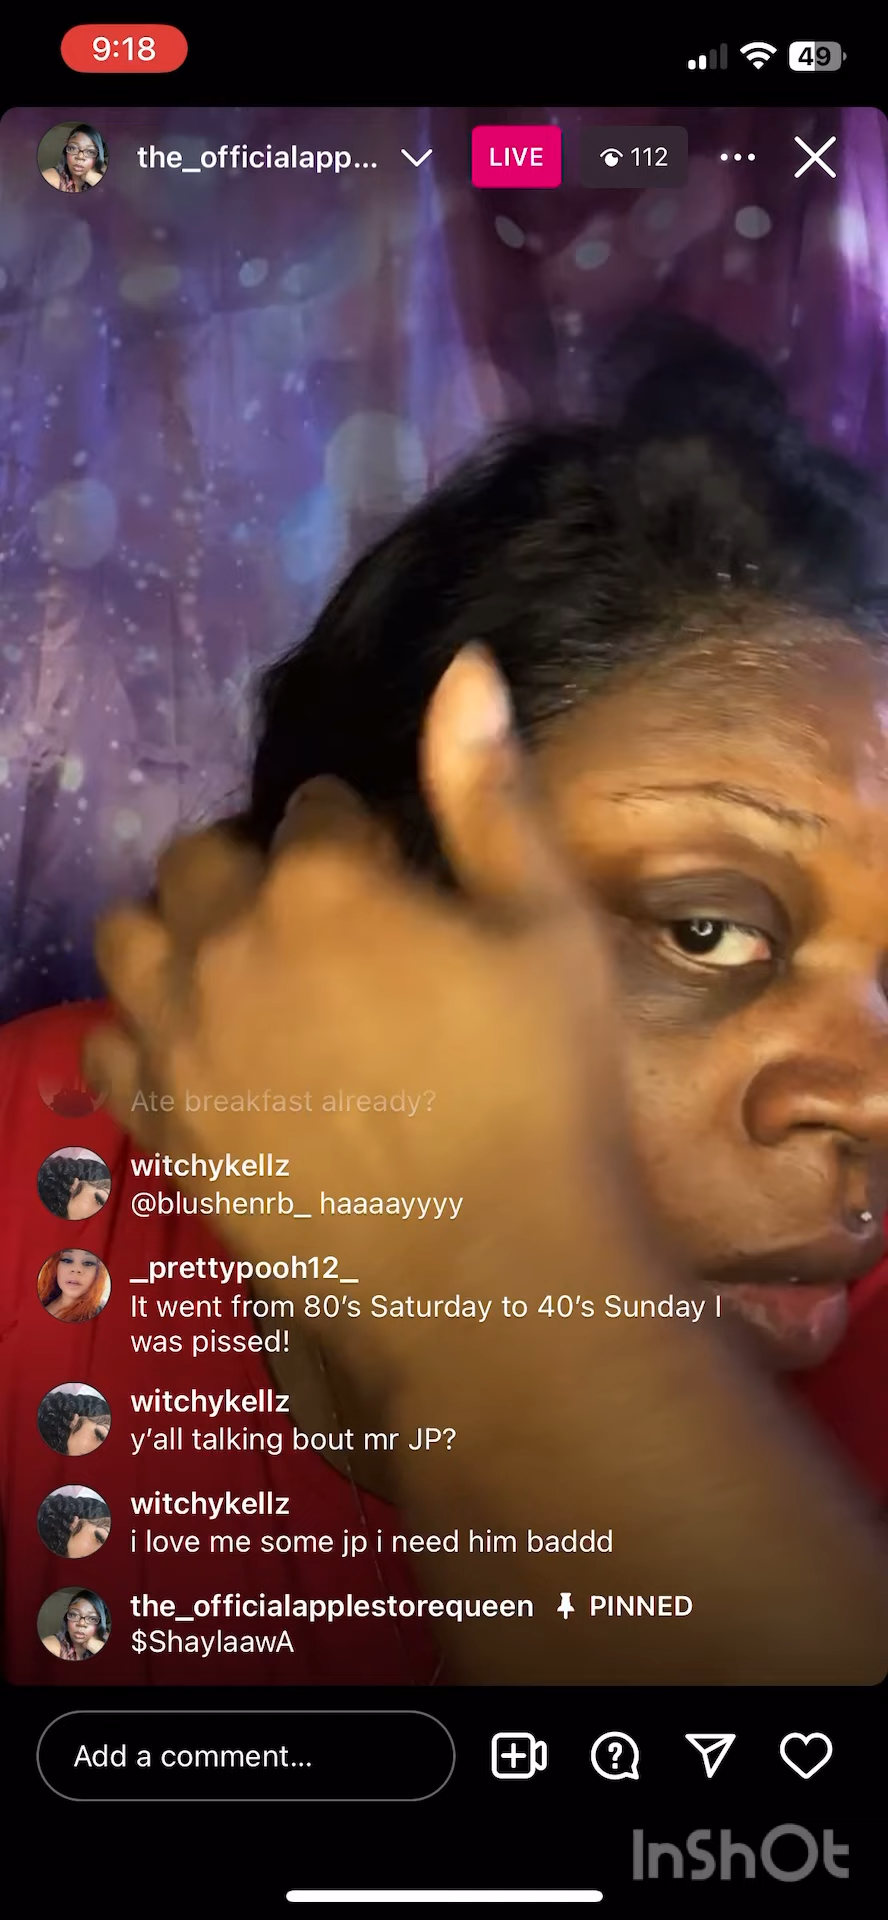 9:18
49
the_officialapp...
LIVE
112
Ate breakfast already?
witchykellz
@blushenrb_ haaaayyyy
_prettypooh12_
It went from 80's Saturday to 40's Sunday I
was pissed!
witchykellz
y'all talking bout mr JP?
witchykellz
i love me some jp i need him baddd
the_officialapplestorequeen PINNED
$ShaylaawA
Add a comment...
InShOt